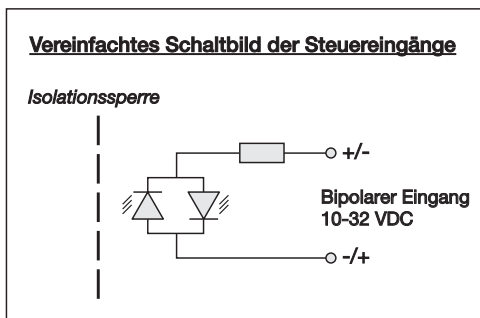 Vereinfachtes Schaltbild der Steuereingänge
Isolationssperre
+/-
Bipolarer Eingang
10-32 VDC
-/+